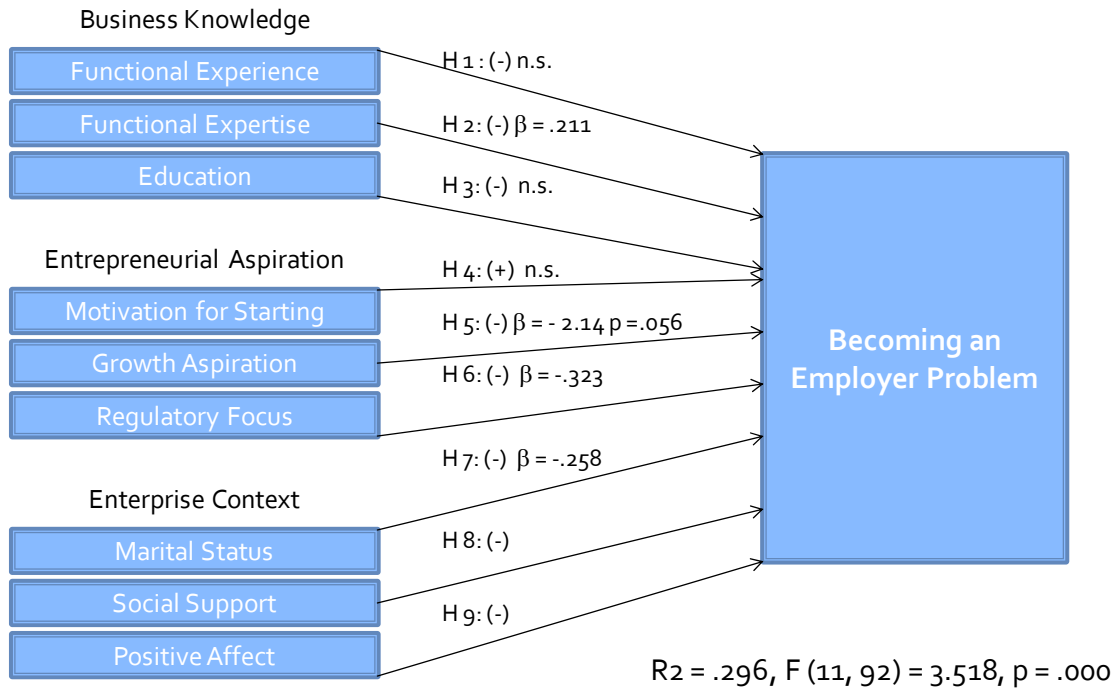 Business Knowledge
Functional Experience
Functional Expertise
Education
H 1: (-) n.s.
H 2: (-) β = .211
H 3: (-) n.s.
Entrepreneurial Aspiration
Motivation for Starting
Growth Aspiration
Regulatory Focus
H 4: (+) n.s.
H 5: (-) β = - 2.14 p =.056
H 6: (-) β = -.323
Enterprise Context
Marital Status
Social Support
Positive Affect
H 7: (-) β = -.258
H 8: (-)
H 9: (-)
Becoming an
Employer Problem
R2 = .296, F (11, 92) = 3.518, p = .000